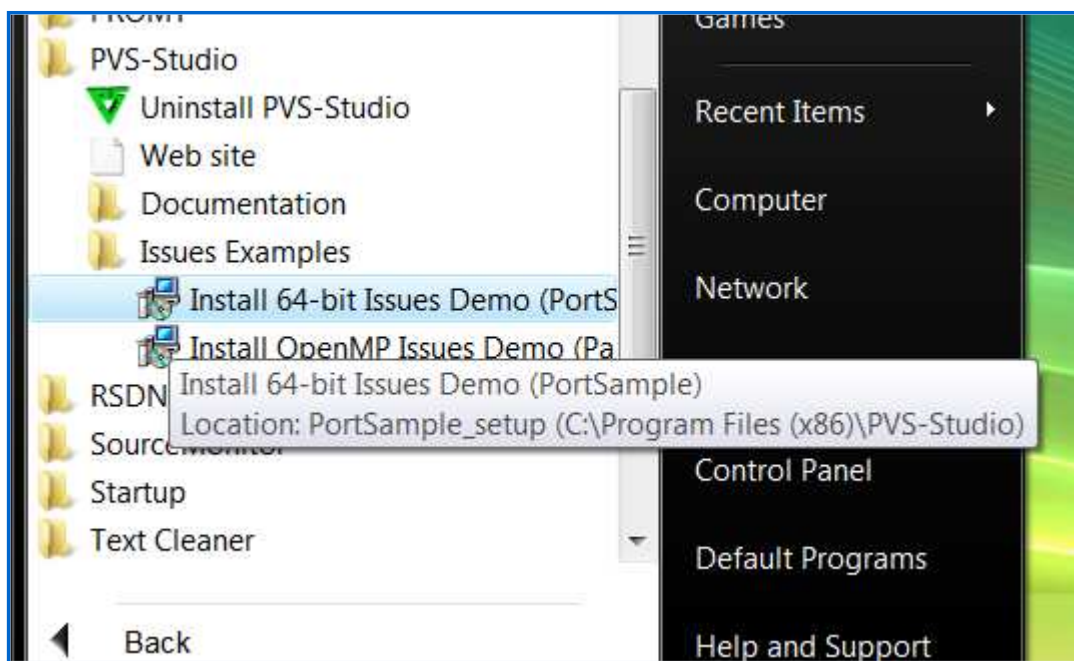 PVS-Studio
Uninstall PVS-Studio
Web site
Documentation
Issues Examples
Install 64-bit Issues Demo (PortS
Install OpenMP Issues Demo (Pa
Install 64-bit Issues Demo (PortSample)
Location: PortSample_setup (C:\Program Files (x86)\PVS-Studio)
RSDN
Startup
Text Cleaner
Back
Games
Recent Items
Computer
Network
Control Panel
Default Programs
Help and Support